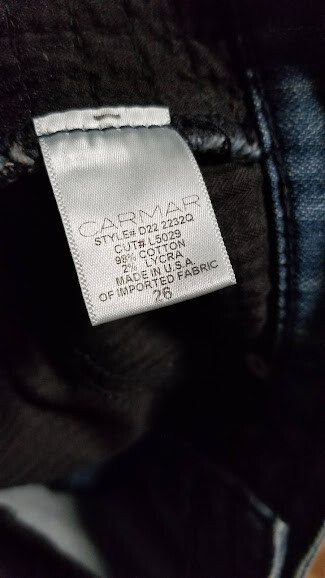 CARMAR
STYLE# D22 2232Q
CUT# L5029
98% COTTON
2% LYCRA
MADE IN U.S.A.
OF IMPORTED FABRIC
26